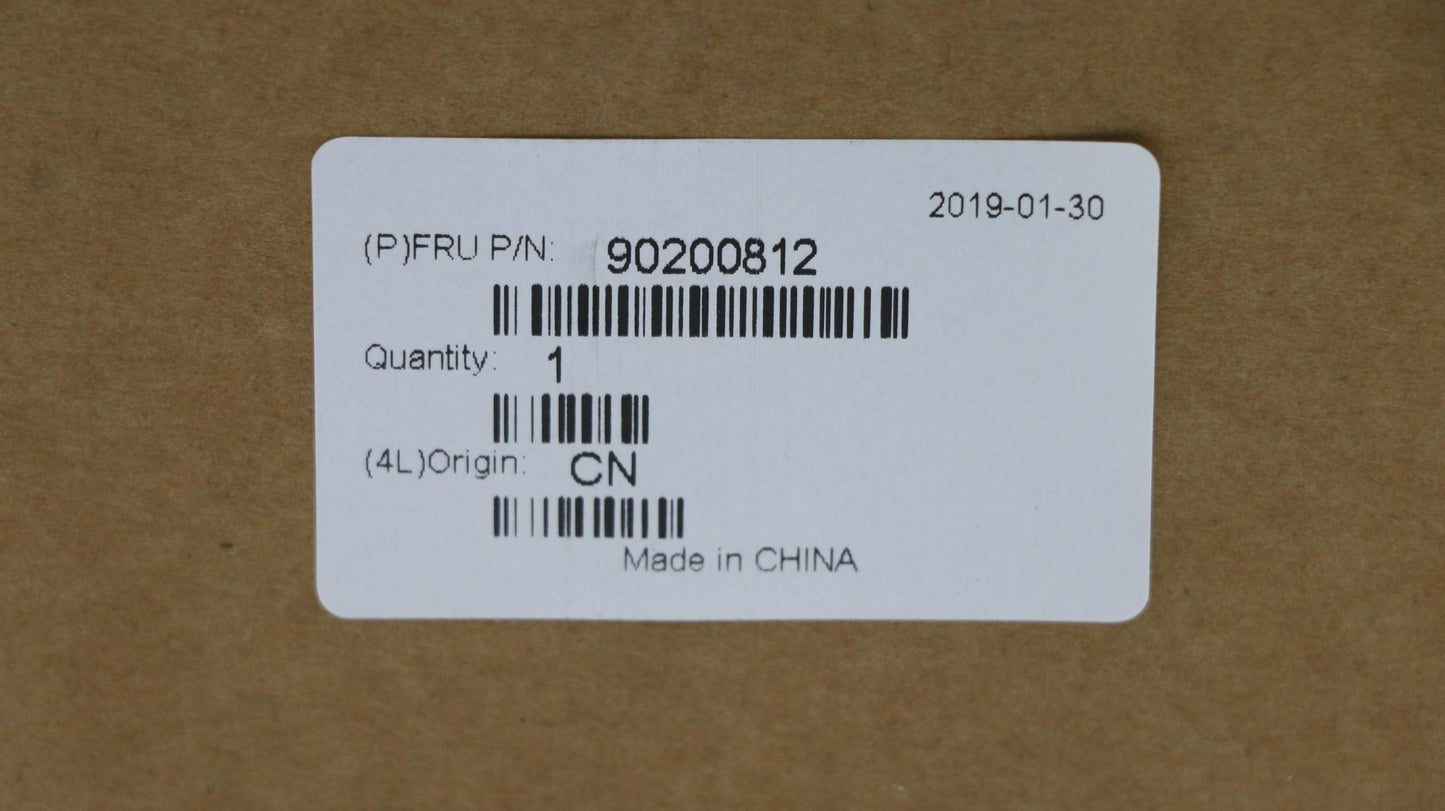 2019-01-30
(P)FRU P/N: 90200812
Quantity: 1
(4L)Origin: CN
Made in CHINA